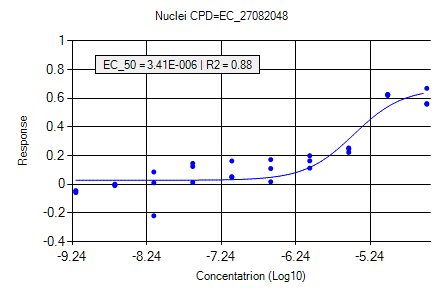 Nuclei CPD=EC_27082048
EC_50 = 3.41E-006 | R2 = 0.88
1
0.8
0.6
0.4
0.2
0
-0.2
-0.4
Response
-9.24 -8.24 -7.24 -6.24 -5.24
Concentatrion (Log10)